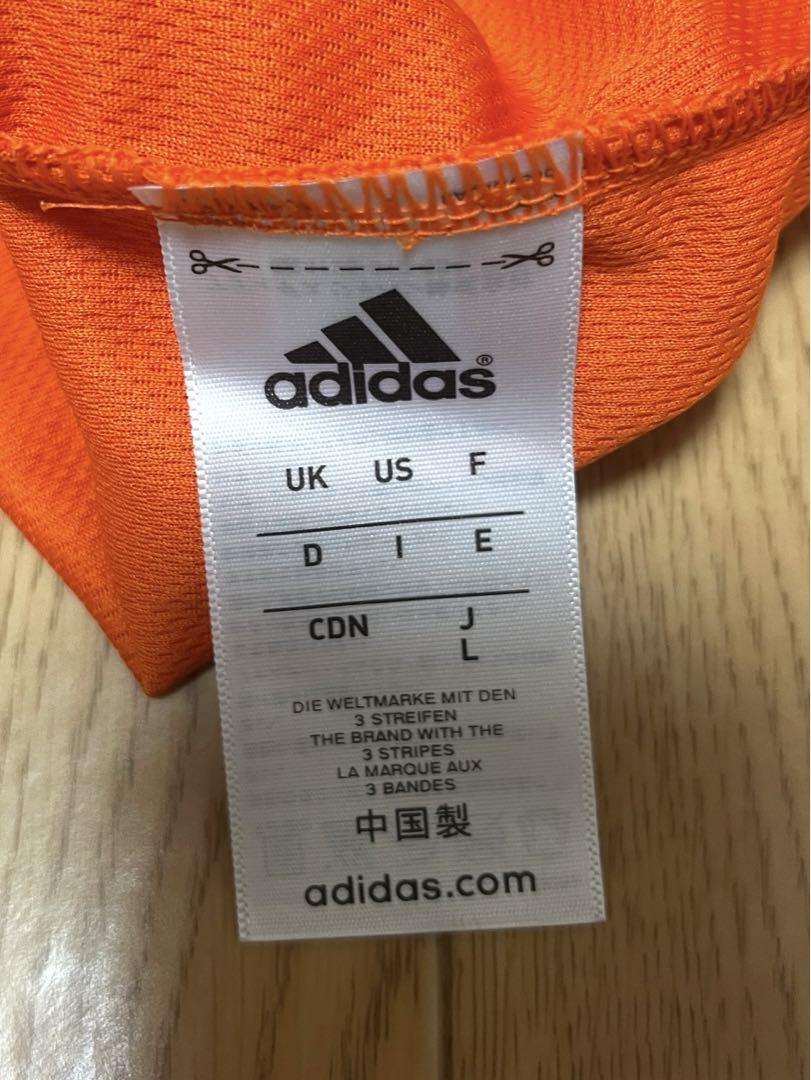 adidas®
UK US F
D I E
CDN J
L
DIE WELTMARKE MIT DEN
3 STREIFEN
THE BRAND WITH THE
3 STRIPES
LA MARQUE AUX
3 BANDES
中国製
adidas.com